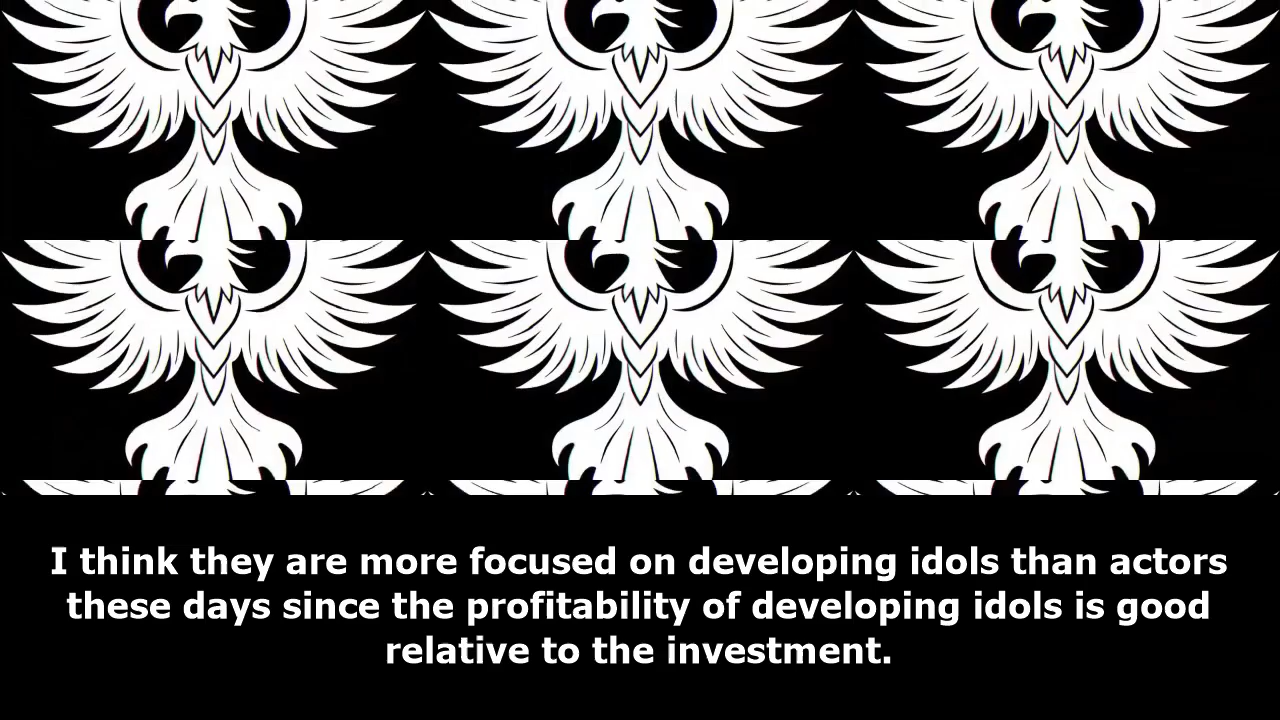 I think they are more focused on developing idols than actors
these days since the profitability of developing idols is good
relative to the investment.